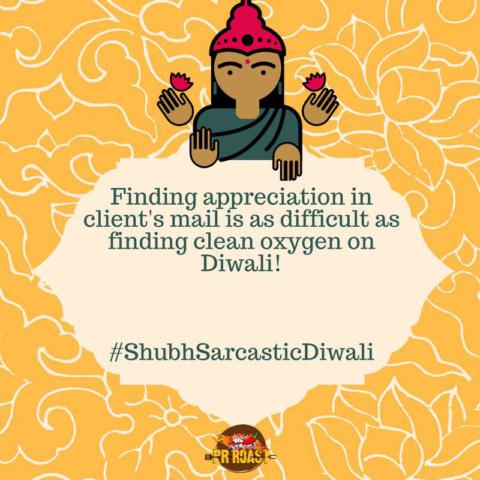 Finding appreciation in
client's mail is as difficult as
finding clean oxygen on
Diwali!
#ShubhSarcasticDiwali
PR ROAST